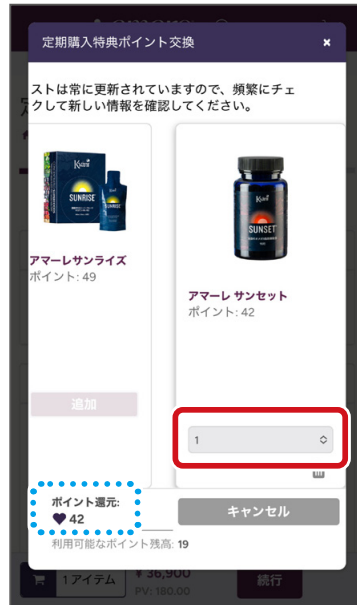 定期購入特典ポイント交換
×
ストは常に更新されていますので、頻繁にチェ
ックして新しい情報を確認してください。
Kyäni
SUNRISE
アマーレサンライズ
ポイント: 49
追加
Kyäni
SUNSET
アマーレ サンセット
ポイント: 42
1
ポイント還元:
42
キャンセル
利用可能なポイント残高: 19
1アイテム
¥ 36,900
PV: 180.00
続行